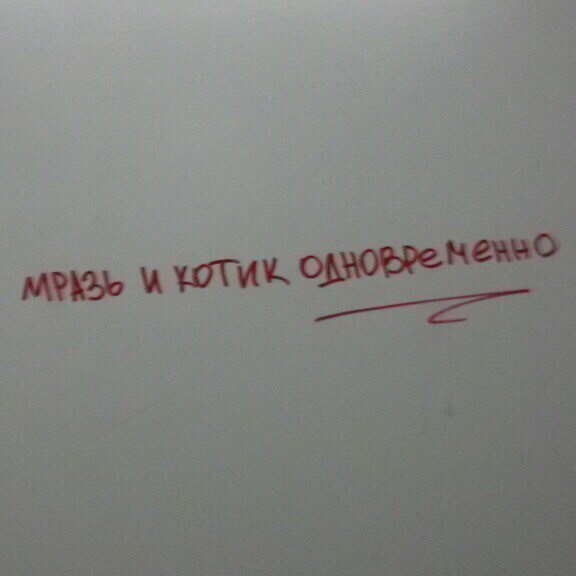 мразь и котик одновременно